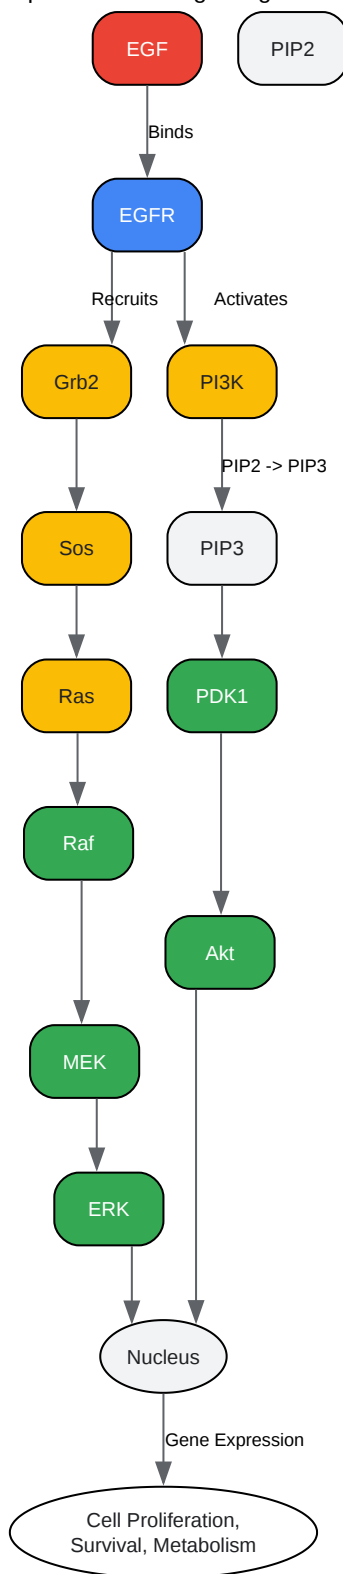 EGF
PIP2
Binds
EGFR
Recruits
Activates
Grb2
PI3K
PIP2 -> PIP3
Sos
PIP3
Ras
PDK1
Raf
Akt
MEK
ERK
Nucleus
Gene Expression
Cell Proliferation,
Survival, Metabolism